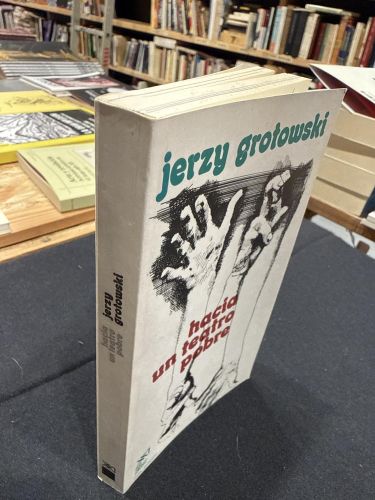 jerzy grotowski
hacia
un teatro
pobre
jerzy
grotowski
hacia
un teatro
pobre